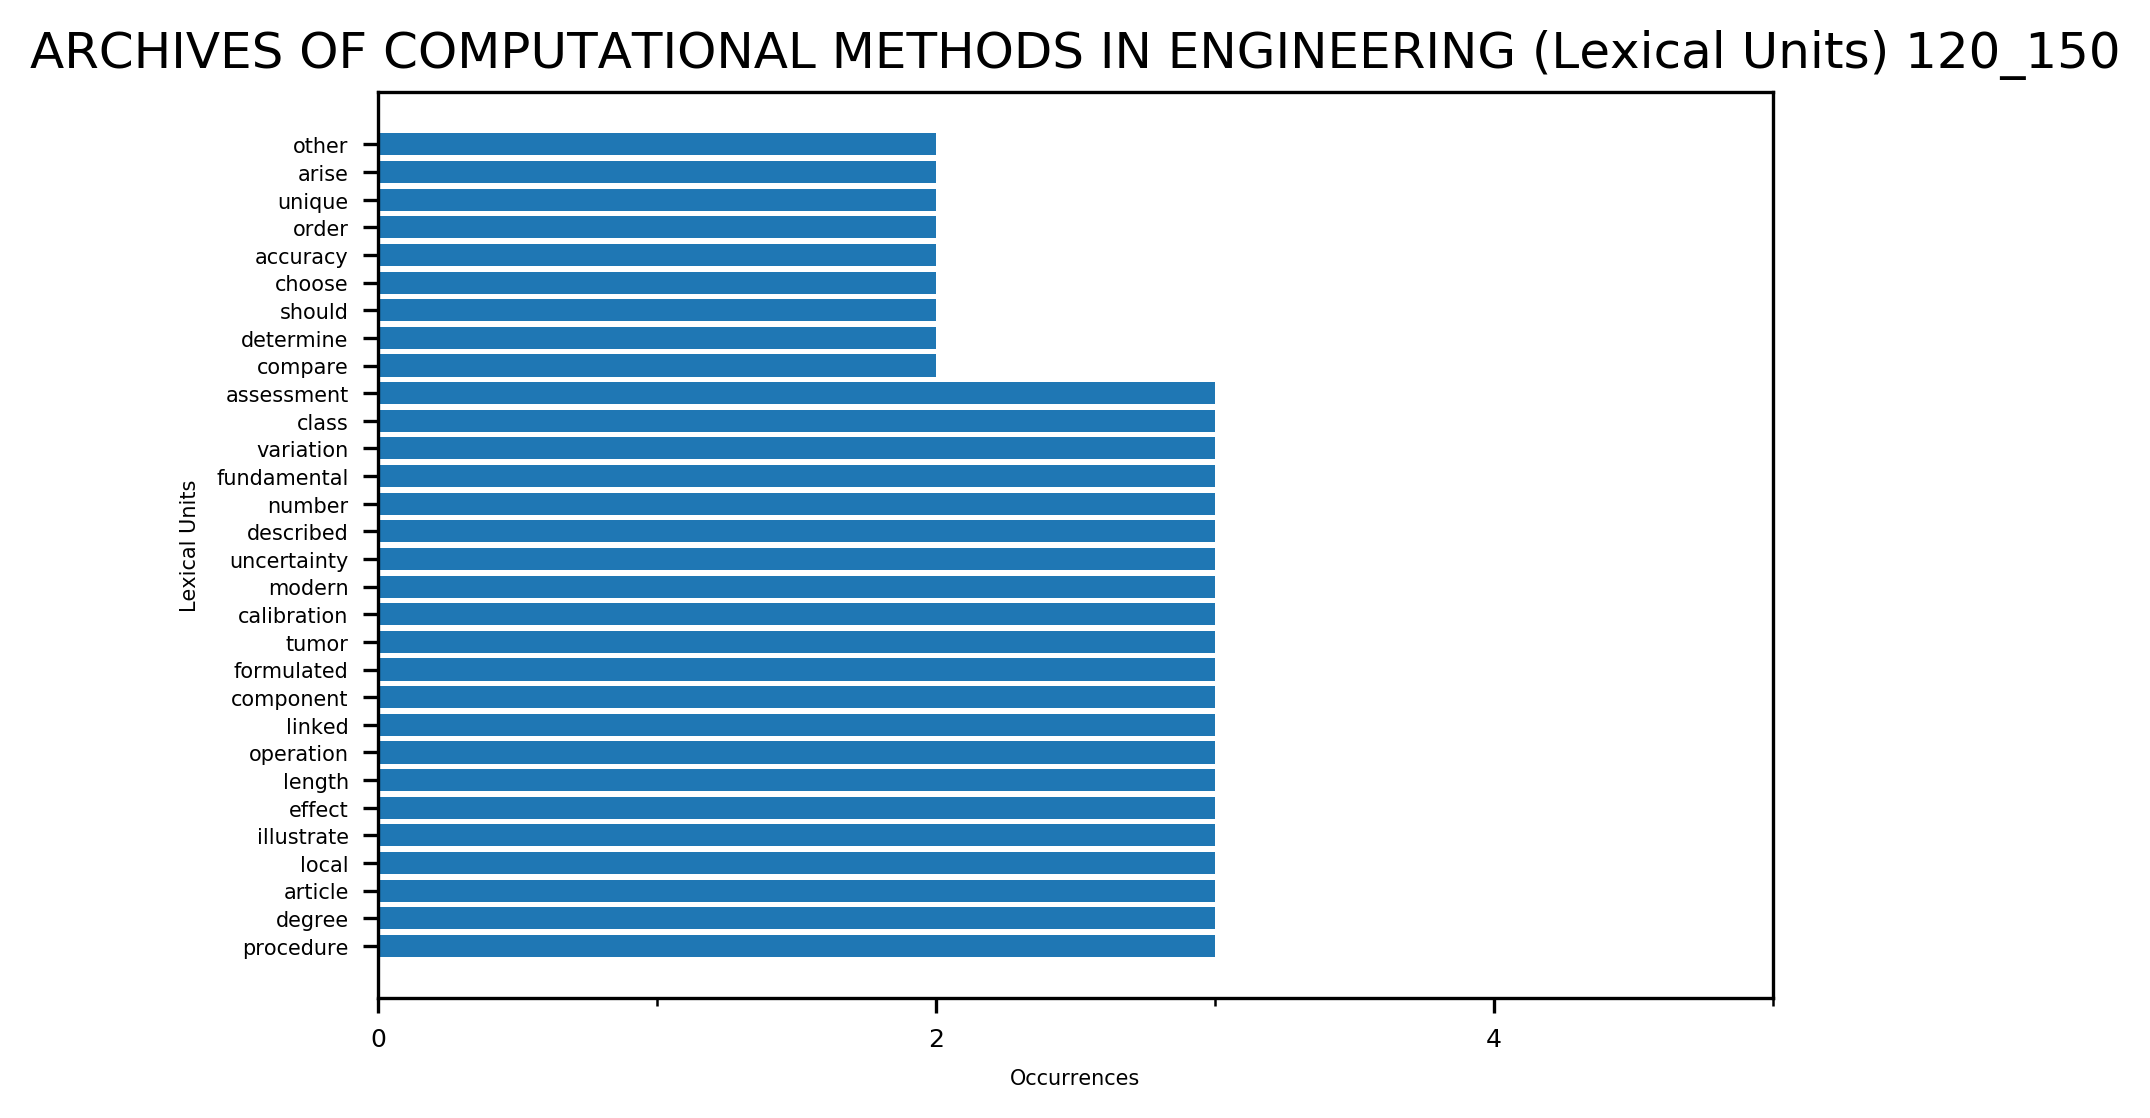 ARCHIVES OF COMPUTATIONAL METHODS IN ENGINEERING (Lexical Units) 120_150
other
arise
unique
order
accuracy
choose
should
determine
compare
assessment
class
variation
fundamental
number
described
uncertainty
modern
calibration
tumor
formulated
component
linked
operation
length
effect
illustrate
local
article
degree
procedure
Lexical Units
0 2 4
Occurrences